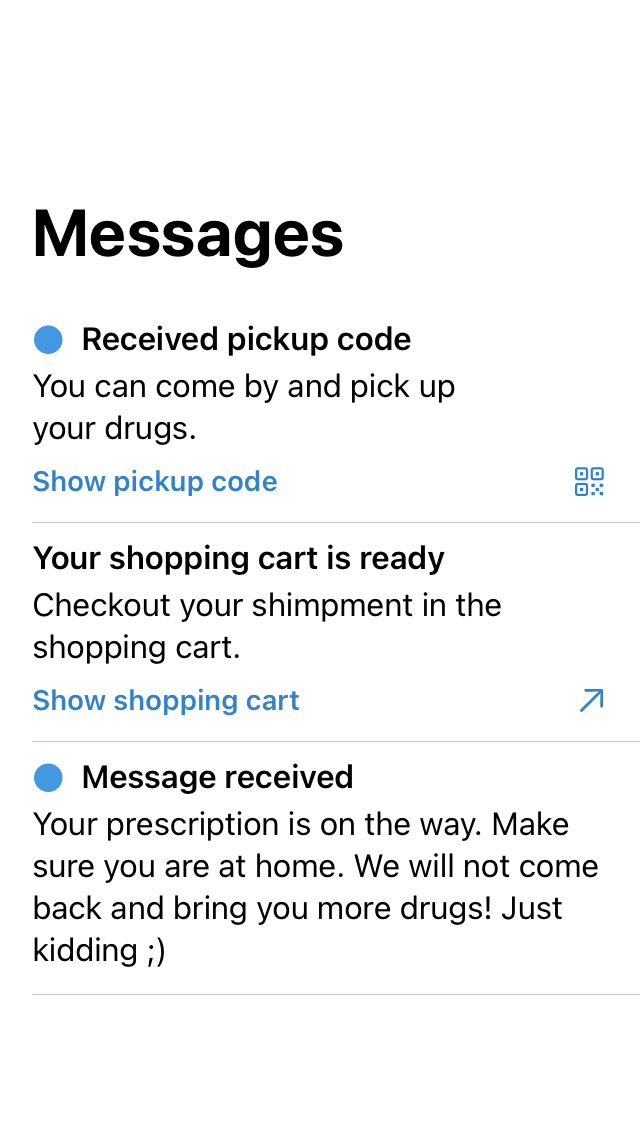 Messages
Received pickup code
You can come by and pick up
your drugs.
Show pickup code
Your shopping cart is ready
Checkout your shimpment in the
shopping cart.
Show shopping cart
Message received
Your prescription is on the way. Make
sure you are at home. We will not come
back and bring you more drugs! Just
kidding ;)